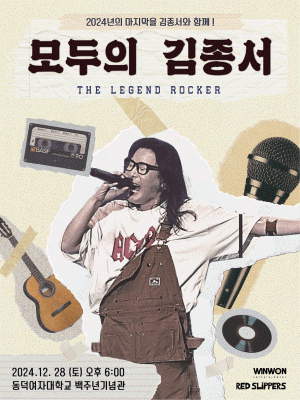 2024년의 마지막을 김종서와 함께!
모두의 김종서
THE LEGEND ROCKER
BASF
90
2024.12.28 (토) 오후 6:00
동덕여자대학교 백주년기념관
WINWON
RED SLIPPERS